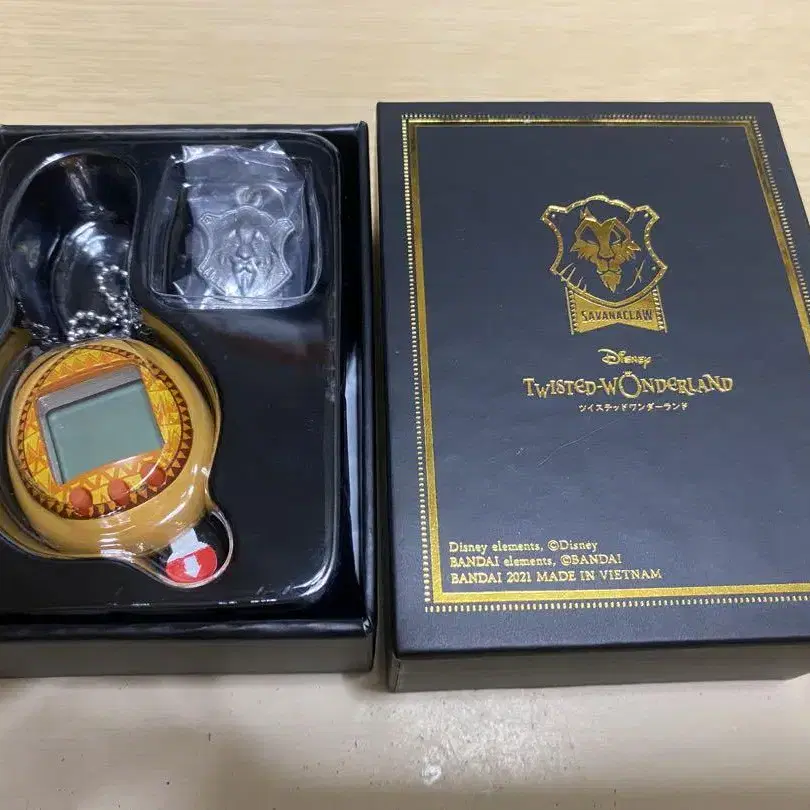 SAVANACLAW
Disney
TWISTED-WONDERLAND
ツイステッドワンダーランド
Disney elements, ©Disney
BANDAI elements, ©BANDAI
BANDAI 2021 MADE IN VIETNAM